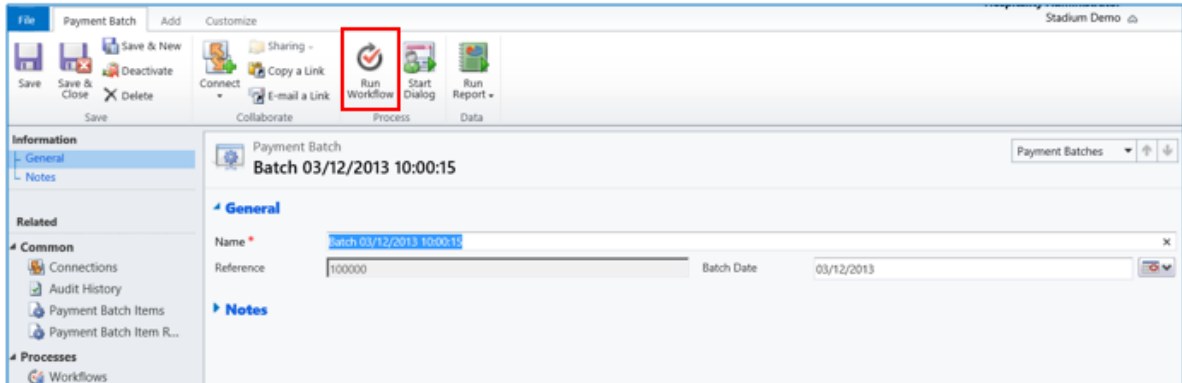 File Payment Batch Add Customize
Stadium Demo
Save
Save & Close
Save & New
Deactivate
Delete
Save
Connect
Sharing
Copy a Link
E-mail a Link
Collaborate
Run Workflow
Start Dialog
Process
Run Report
Data
Information
General
Notes
Related
Common
Connections
Audit History
Payment Batch Items
Payment Batch Item R...
Processes
Workflows
Payment Batch
Batch 03/12/2013 10:00:15
Payment Batches
General
Name * Batch 03/12/2013 10:00:15
Reference 100000 Batch Date 03/12/2013
Notes